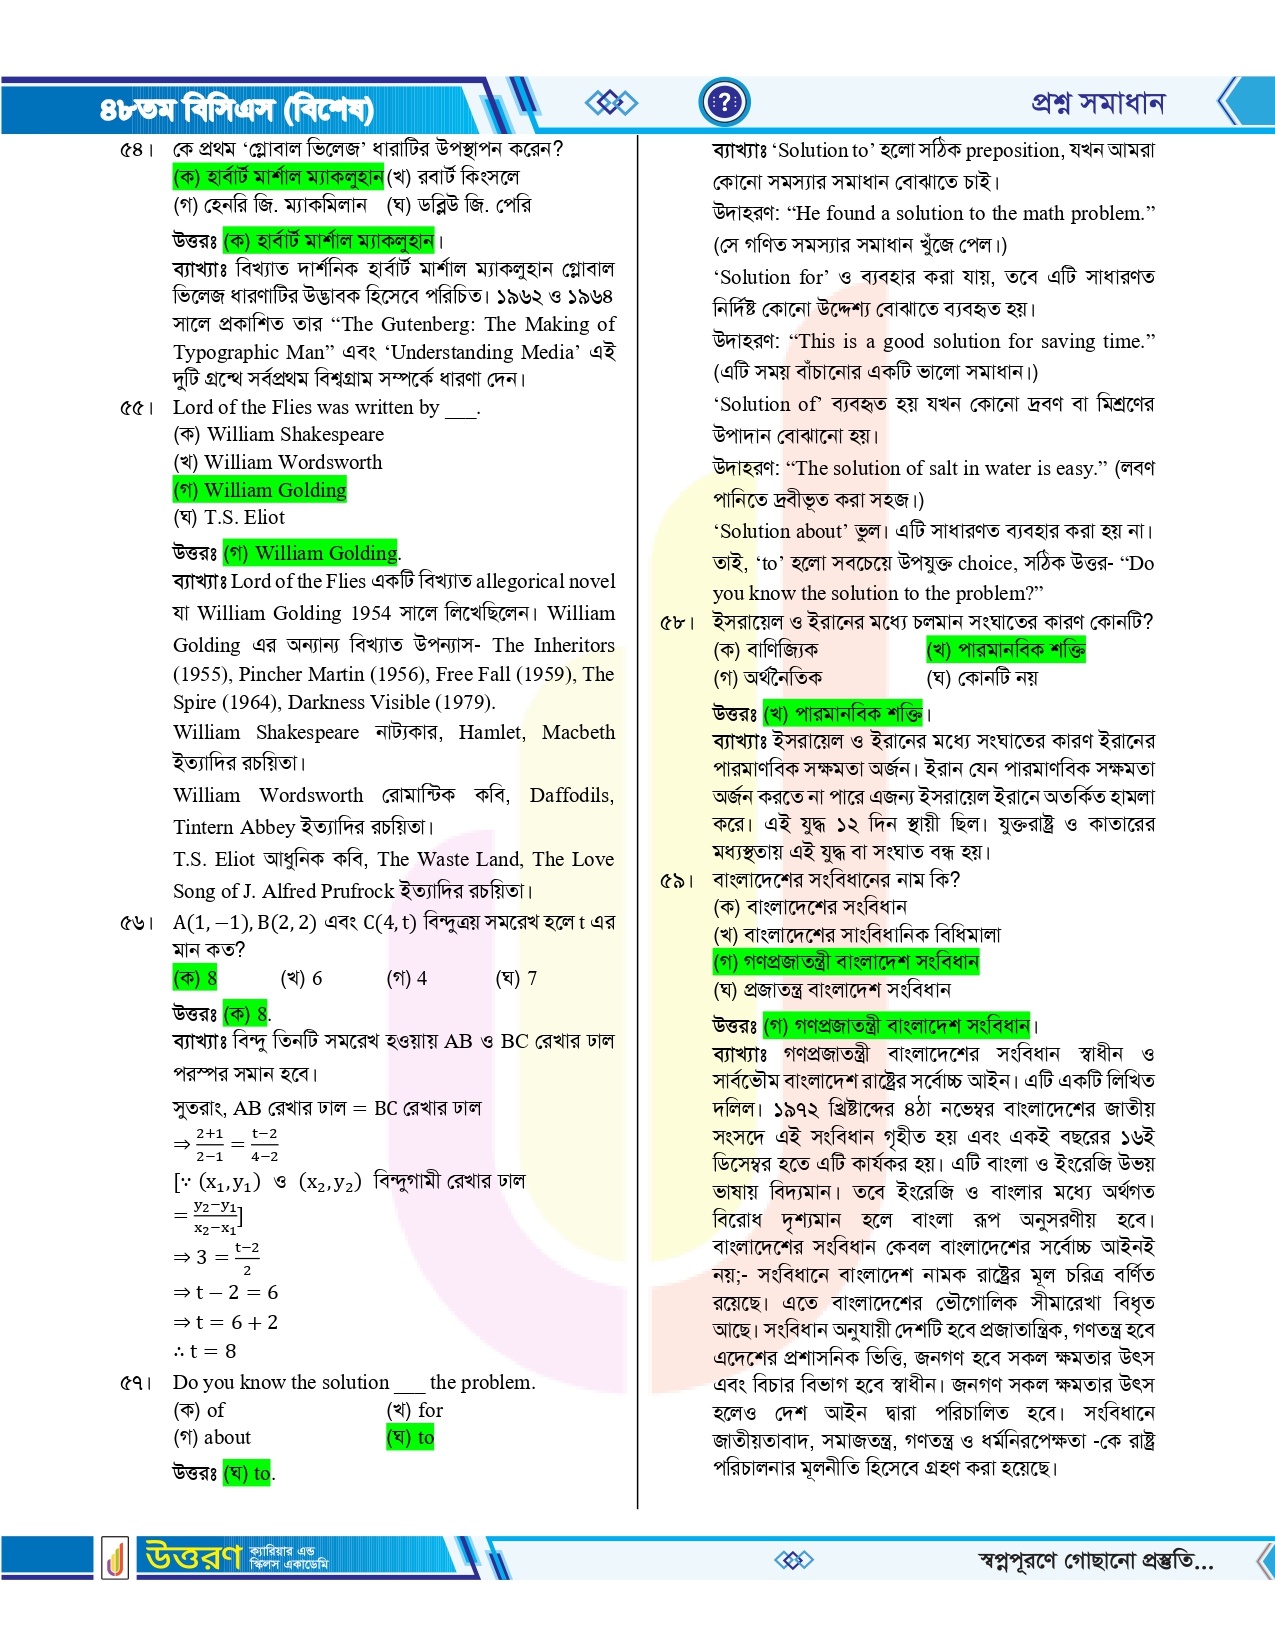 ৪৮তম বিসিএস (বিশেষ)
?
প্রশ্ন সমাধান
৫৪। কে প্রথম ‘গ্লোবাল ভিলেজ’ ধারাটির উপস্থাপন করেন?
(ক) হার্বার্ট মার্শাল ম্যাকলুহান (খ) রবার্ট কিংসলে
(গ) হেনরি জি. ম্যাকমিলান (ঘ) ডব্লিউ জি. পেরি
উত্তরঃ (ক) হার্বার্ট মার্শাল ম্যাকলুহান।
ব্যাখ্যাঃ বিখ্যাত দার্শনিক হার্বার্ট মার্শাল ম্যাকলুহান গ্লোবাল
ভিলেজ ধারণাটির উদ্ভাবক হিসেবে পরিচিত। ১৯৬২ ও ১৯৬৪
সালে প্রকাশিত তার “The Gutenberg: The Making of
Typographic Man” এবং ‘Understanding Media’ এই
দুটি গ্রন্থে সর্বপ্রথম বিশ্বগ্রাম সম্পর্কে ধারণা দেন।
৫৫। Lord of the Flies was written by ___.
(ক) William Shakespeare
(খ) William Wordsworth
(গ) William Golding
(ঘ) T.S. Eliot
উত্তরঃ (গ) William Golding.
ব্যাখ্যাঃ Lord of the Flies একটি বিখ্যাত allegorical novel
যা William Golding 1954 সালে লিখেছিলেন। William
Golding এর অন্যান্য বিখ্যাত উপন্যাস- The Inheritors
(1955), Pincher Martin (1956), Free Fall (1959), The
Spire (1964), Darkness Visible (1979).
William Shakespeare নাট্যকার, Hamlet, Macbeth
ইত্যাদির রচয়িতা।
William Wordsworth রোমান্টিক কবি, Daffodils,
Tintern Abbey ইত্যাদির রচয়িতা।
T.S. Eliot আধুনিক কবি, The Waste Land, The Love
Song of J. Alfred Prufrock ইত্যাদির রচয়িতা।
৫৬। A(1, −1), B(2, 2) এবং C(4, t) বিন্দুত্রয় সমরেখ হলে t এর
মান কত?
(ক) 8 (খ) 6 (গ) 4 (ঘ) 7
উত্তরঃ (ক) 8.
ব্যাখ্যাঃ বিন্দু তিনটি সমরেখ হওয়ায় AB ও BC রেখার ঢাল
পরস্পর সমান হবে।
সুতরাং, AB রেখার ঢাল = BC রেখার ঢাল
⇒ (2+1)/(2−1) = (t−2)/(4−2)
[∵ (x₁,y₁) ও (x₂,y₂) বিন্দুগামী রেখার ঢাল
= (y₂−y₁)/(x₂−x₁)]
⇒ 3 = (t−2)/2
⇒ t − 2 = 6
⇒ t = 6 + 2
∴ t = 8
৫৭। Do you know the solution ___ the problem.
(ক) of (খ) for
(গ) about (ঘ) to
উত্তরঃ (ঘ) to.
ব্যাখ্যাঃ ‘Solution to’ হলো সঠিক preposition, যখন আমরা
কোনো সমস্যার সমাধান বোঝাতে চাই।
উদাহরণ: “He found a solution to the math problem.”
(সে গণিত সমস্যার সমাধান খুঁজে পেল।)
‘Solution for’ ও ব্যবহার করা যায়, তবে এটি সাধারণত
নির্দিষ্ট কোনো উদ্দেশ্য বোঝাতে ব্যবহৃত হয়।
উদাহরণ: “This is a good solution for saving time.”
(এটি সময় বাঁচানোর একটি ভালো সমাধান।)
‘Solution of’ ব্যবহৃত হয় যখন কোনো দ্রবণ বা মিশ্রণের
উপাদান বোঝানো হয়।
উদাহরণ: “The solution of salt in water is easy.” (লবণ
পানিতে দ্রবীভূত করা সহজ।)
‘Solution about’ ভুল। এটি সাধারণত ব্যবহার করা হয় না।
তাই, ‘to’ হলো সবচেয়ে উপযুক্ত choice, সঠিক উত্তর- “Do
you know the solution to the problem?”
৫৮। ইসরায়েল ও ইরানের মধ্যে চলমান সংঘাতের কারণ কোনটি?
(ক) বাণিজ্যিক (খ) পারমানবিক শক্তি
(গ) অর্থনৈতিক (ঘ) কোনটি নয়
উত্তরঃ (খ) পারমানবিক শক্তি।
ব্যাখ্যাঃ ইসরায়েল ও ইরানের মধ্যে সংঘাতের কারণ ইরানের
পারমাণবিক সক্ষমতা অর্জন। ইরান যেন পারমাণবিক সক্ষমতা
অর্জন করতে না পারে এজন্য ইসরায়েল ইরানে অতর্কিত হামলা
করে। এই যুদ্ধ ১২ দিন স্থায়ী ছিল। যুক্তরাষ্ট্র ও কাতারের
মধ্যস্থতায় এই যুদ্ধ বা সংঘাত বন্ধ হয়।
৫৯। বাংলাদেশের সংবিধানের নাম কি?
(ক) বাংলাদেশের সংবিধান
(খ) বাংলাদেশের সাংবিধানিক বিধিমালা
(গ) গণপ্রজাতন্ত্রী বাংলাদেশ সংবিধান
(ঘ) প্রজাতন্ত্র বাংলাদেশ সংবিধান
উত্তরঃ (গ) গণপ্রজাতন্ত্রী বাংলাদেশ সংবিধান।
ব্যাখ্যাঃ গণপ্রজাতন্ত্রী বাংলাদেশের সংবিধান স্বাধীন ও
সার্বভৌম বাংলাদেশ রাষ্ট্রের সর্বোচ্চ আইন। এটি একটি লিখিত
দলিল। ১৯৭২ খ্রিষ্টাব্দের ৪ঠা নভেম্বর বাংলাদেশের জাতীয়
সংসদে এই সংবিধান গৃহীত হয় এবং একই বছরের ১৬ই
ডিসেম্বর হতে এটি কার্যকর হয়। এটি বাংলা ও ইংরেজি উভয়
ভাষায় বিদ্যমান। তবে ইংরেজি ও বাংলার মধ্যে অর্থগত
বিরোধ দৃশ্যমান হলে বাংলা রূপ অনুসরণীয় হবে।
বাংলাদেশের সংবিধান কেবল বাংলাদেশের সর্বোচ্চ আইনই
নয়;- সংবিধানে বাংলাদেশ নামক রাষ্ট্রের মূল চরিত্র বর্ণিত
রয়েছে। এতে বাংলাদেশের ভৌগোলিক সীমারেখা বিধৃত
আছে। সংবিধান অনুযায়ী দেশটি হবে প্রজাতান্ত্রিক, গণতন্ত্র হবে
এদেশের প্রশাসনিক ভিত্তি, জনগণ হবে সকল ক্ষমতার উৎস
এবং বিচার বিভাগ হবে স্বাধীন। জনগণ সকল ক্ষমতার উৎস
হলেও দেশ আইন দ্বারা পরিচালিত হবে। সংবিধানে
জাতীয়তাবাদ, সমাজতন্ত্র, গণতন্ত্র ও ধর্মনিরপেক্ষতা -কে রাষ্ট্র
পরিচালনার মূলনীতি হিসেবে গ্রহণ করা হয়েছে।
উত্তরণ ক্যারিয়ার এন্ড
স্কিলস একাডেমি
স্বপ্নপূরণে গোছানো প্রস্তুতি...